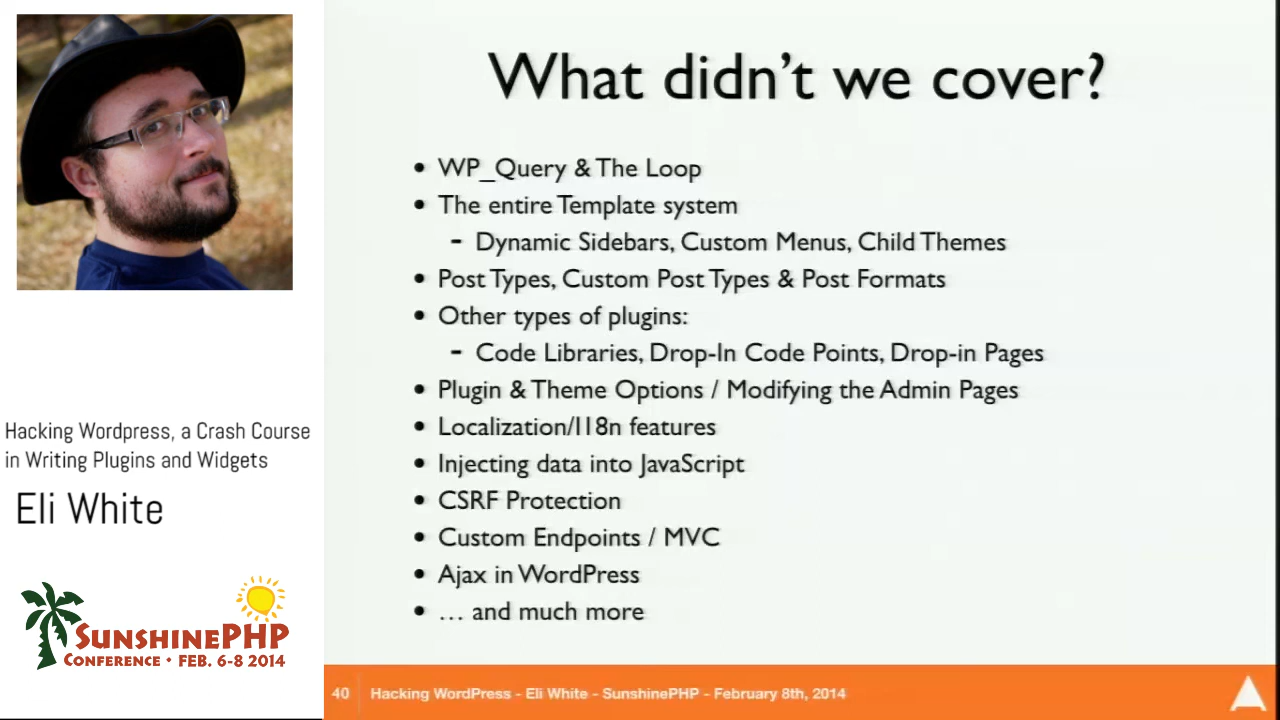 What didn't we cover?
• WP_Query & The Loop
• The entire Template system
- Dynamic Sidebars, Custom Menus, Child Themes
• Post Types, Custom Post Types & Post Formats
• Other types of plugins:
- Code Libraries, Drop-In Code Points, Drop-in Pages
• Plugin & Theme Options / Modifying the Admin Pages
• Localization/I18n features
• Injecting data into JavaScript
• CSRF Protection
• Custom Endpoints / MVC
• Ajax in WordPress
• … and much more
Hacking Wordpress, a Crash Course
in Writing Plugins and Widgets
Eli White
SUNSHINEPHP
CONFERENCE • FEB. 6-8 2014
40 Hacking WordPress - Eli White - SunshinePHP - February 8th, 2014